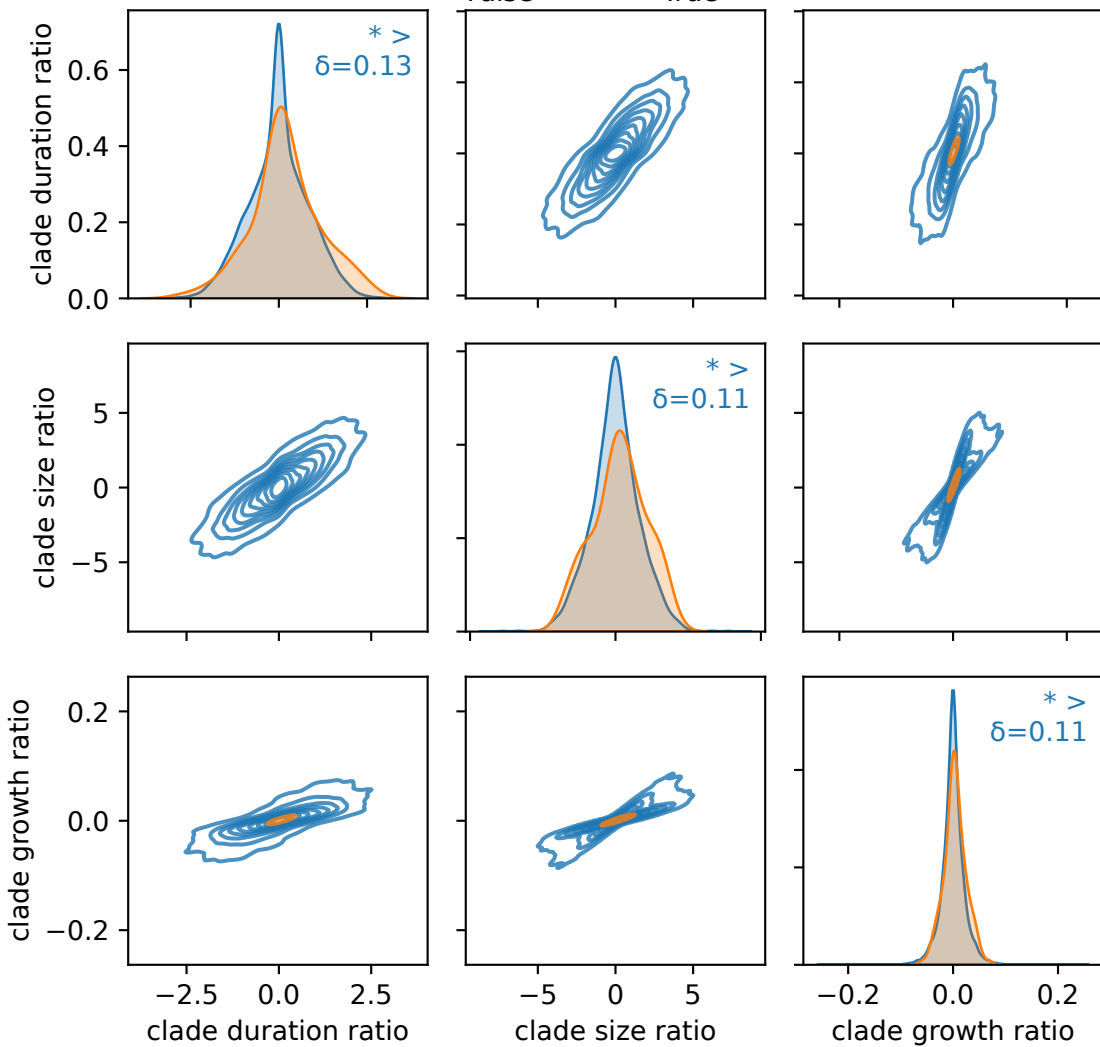 * >
δ=0.13
clade duration ratio
0.6
0.4
0.2
0.0
* >
δ=0.11
clade size ratio
5
0
−5
* >
δ=0.11
clade growth ratio
0.2
0.0
−0.2
−2.5 0.0 2.5
−5 0 5
−0.2 0.0 0.2
clade duration ratio
clade size ratio
clade growth ratio